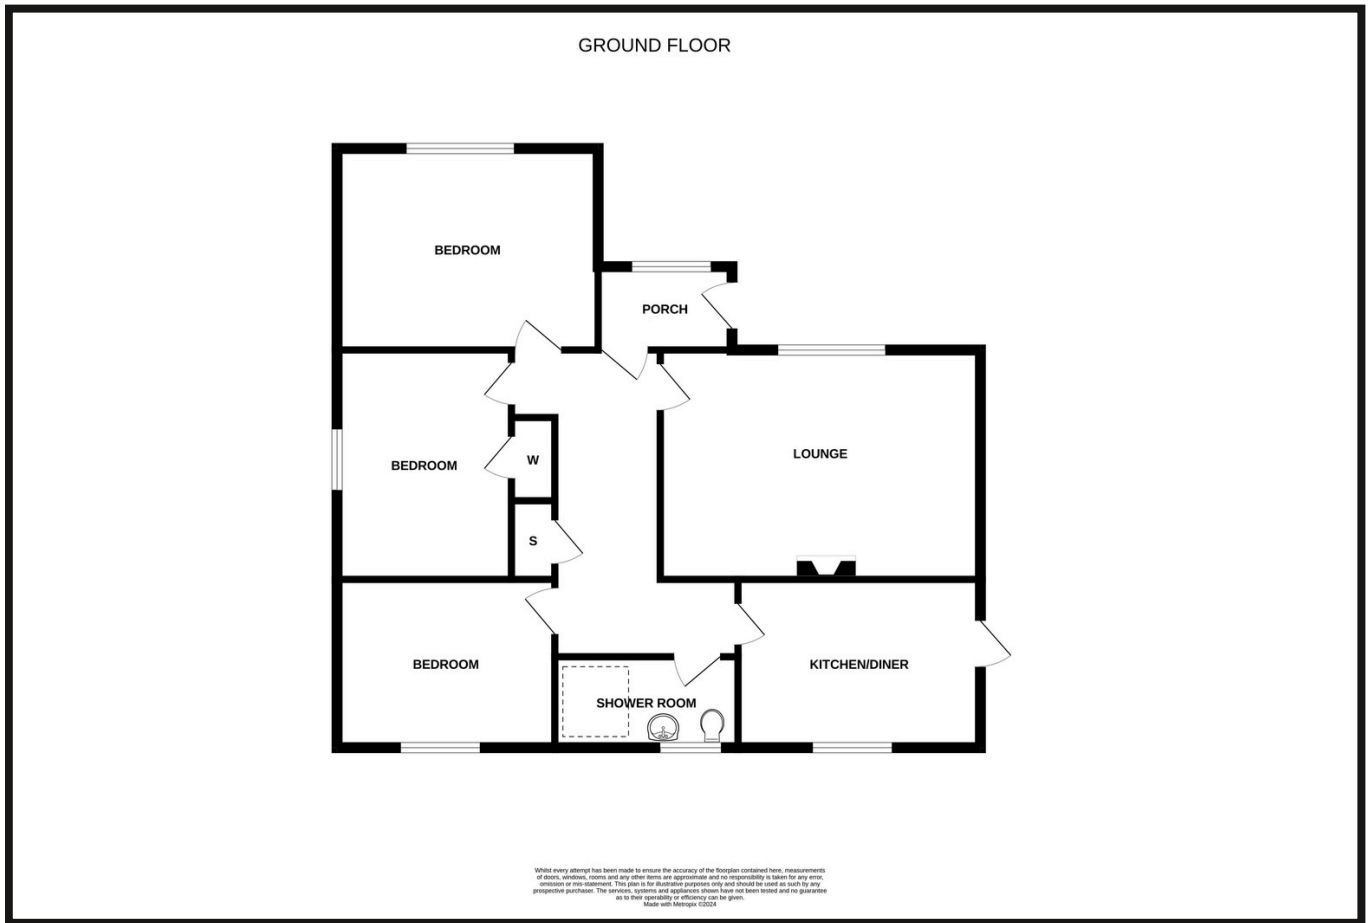 GROUND FLOOR
BEDROOM
PORCH
LOUNGE
BEDROOM
W
S
BEDROOM
KITCHEN/DINER
SHOWER ROOM
Whilst every attempt has been made to ensure the accuracy of the floorplan contained here, measurements
of doors, windows, rooms and any other items are approximate and no responsibility is taken for any error,
omission or mis-statement. This plan is for illustrative purposes only and should be used as such by any
prospective purchaser. The services, systems and appliances shown have not been tested and no guarantee
as to their operability or efficiency can be given.
Made with Metropix ©2024